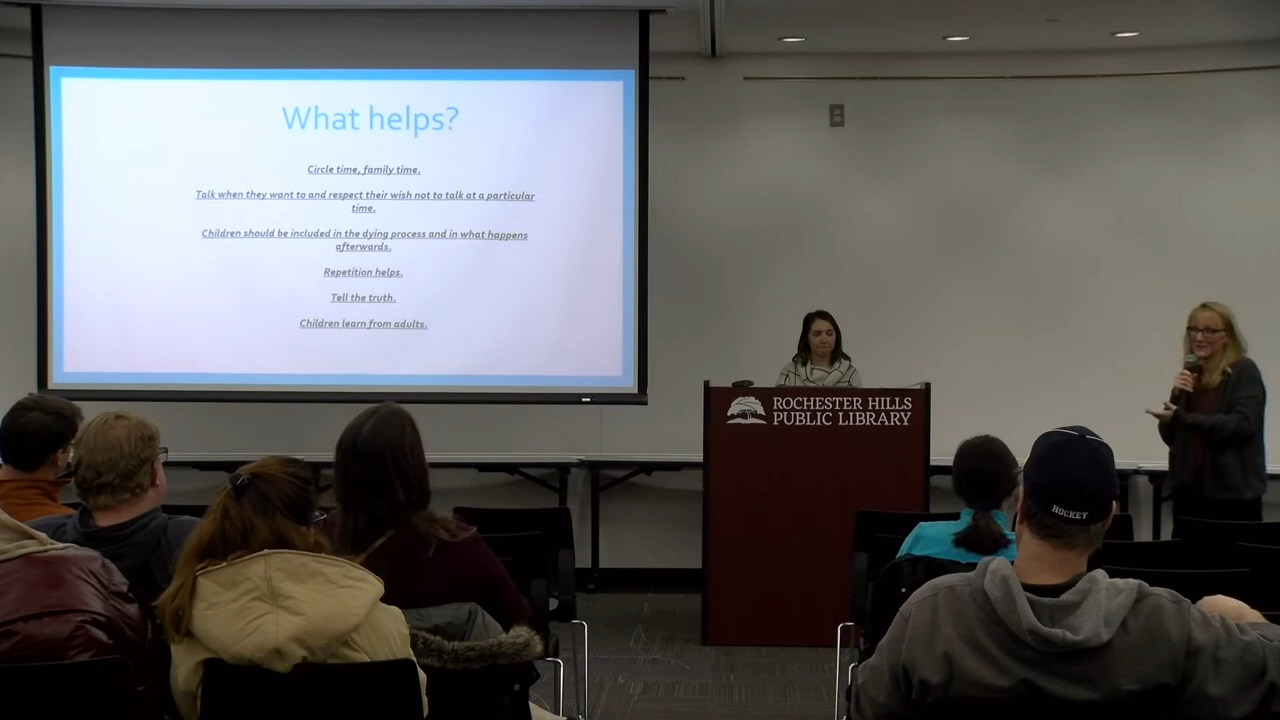 What helps?
Circle time, family time.
Talk when they want to and respect their wish not to talk at a particular
time.
Children should be included in the dying process and in what happens
afterwards.
Repetition helps.
Tell the truth.
Children learn from adults.
ROCHESTER HILLS
PUBLIC LIBRARY
HOCKEY